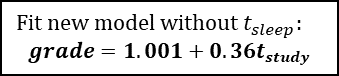 Fit new model without t_sleep:
grade = 1.001 + 0.36t_study